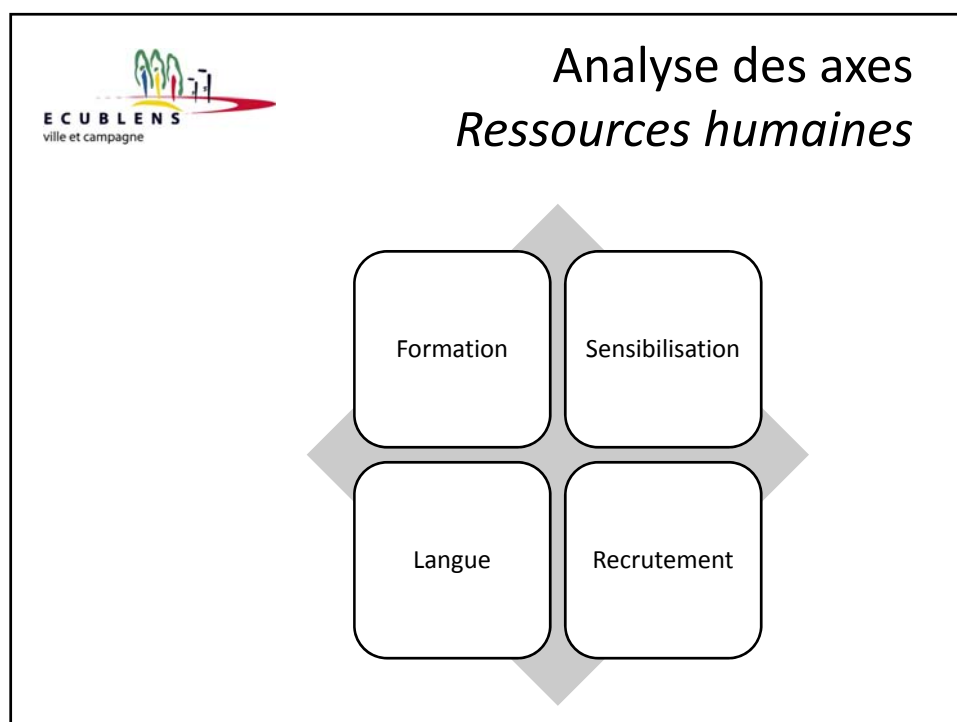 ECUBLENS
ville et campagne
Analyse des axes
Ressources humaines
Formation
Sensibilisation
Langue
Recrutement